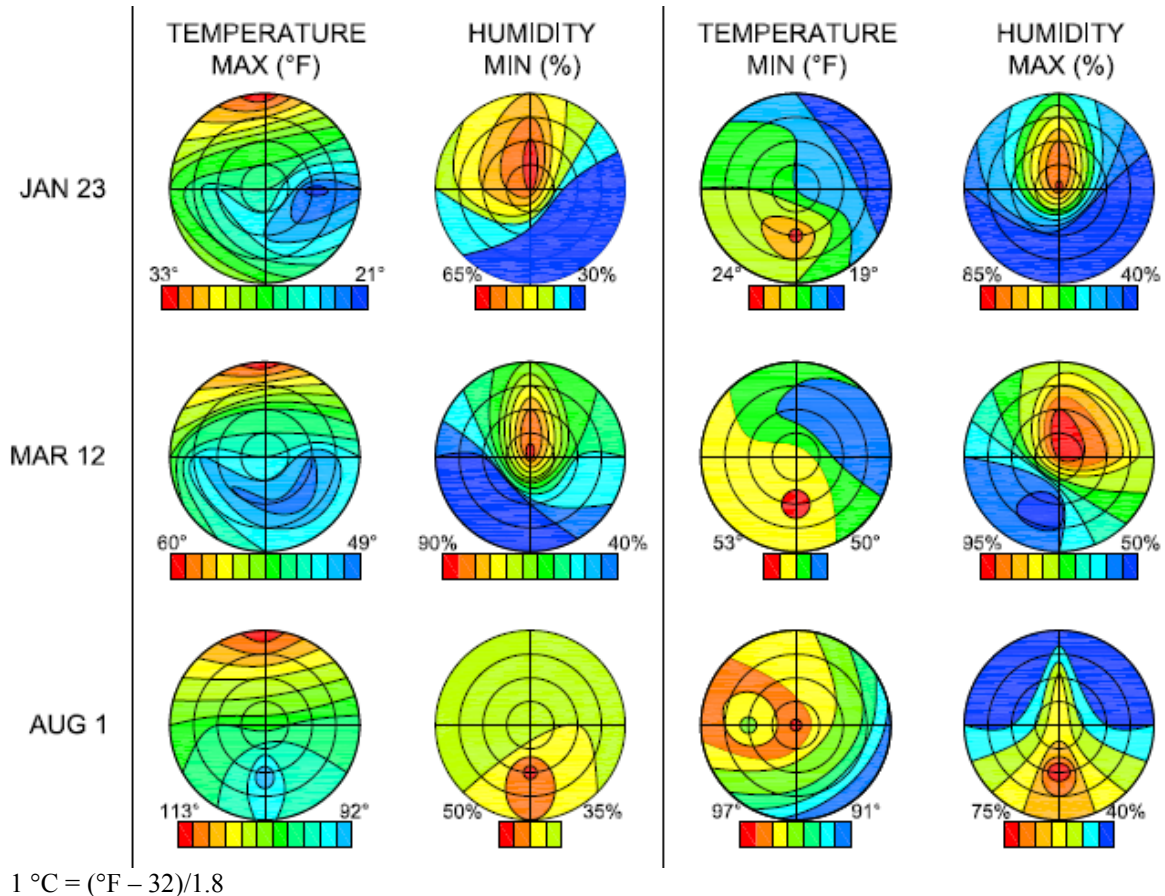 TEMPERATURE MAX (°F)
HUMIDITY MIN (%)
TEMPERATURE MIN (°F)
HUMIDITY MAX (%)
JAN 23
33° 21°
65% 30%
24° 19°
85% 40%
MAR 12
60° 49°
90% 40%
53° 50°
95% 50%
AUG 1
113° 92°
50% 35%
97° 91°
75% 40%
1 °C = (°F – 32)/1.8